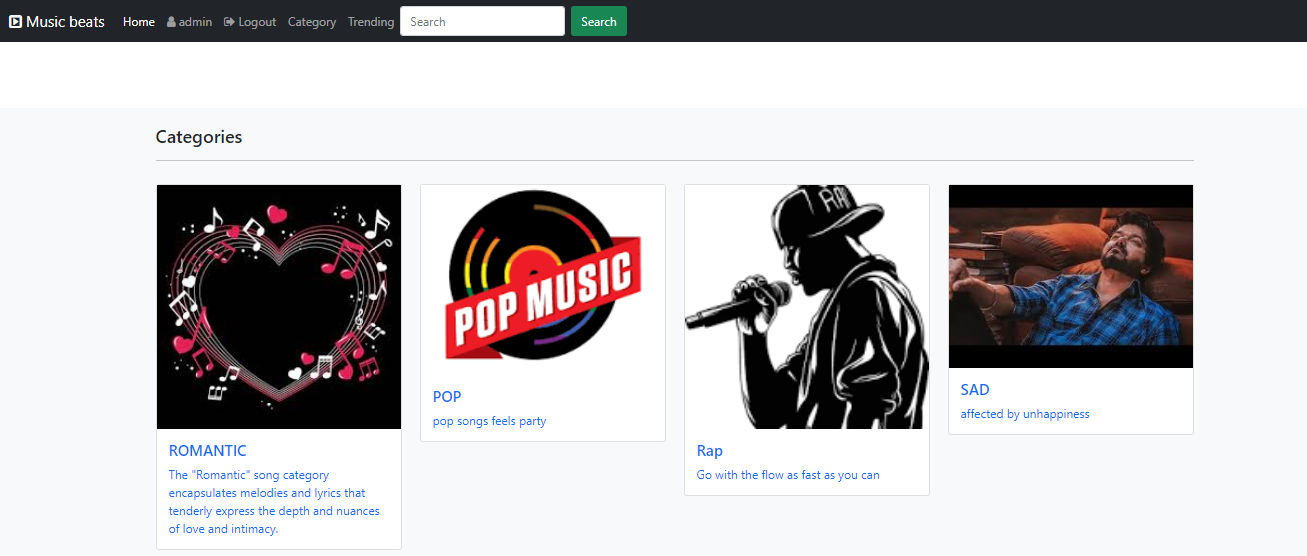 Music beats Home admin Logout Category Trending Search Search
Categories
POP MUSIC
RAP
ROMANTIC
The "Romantic" song category
encapsulates melodies and lyrics that
tenderly express the depth and nuances
of love and intimacy.
POP
pop songs feels party
Rap
Go with the flow as fast as you can
SAD
affected by unhappiness